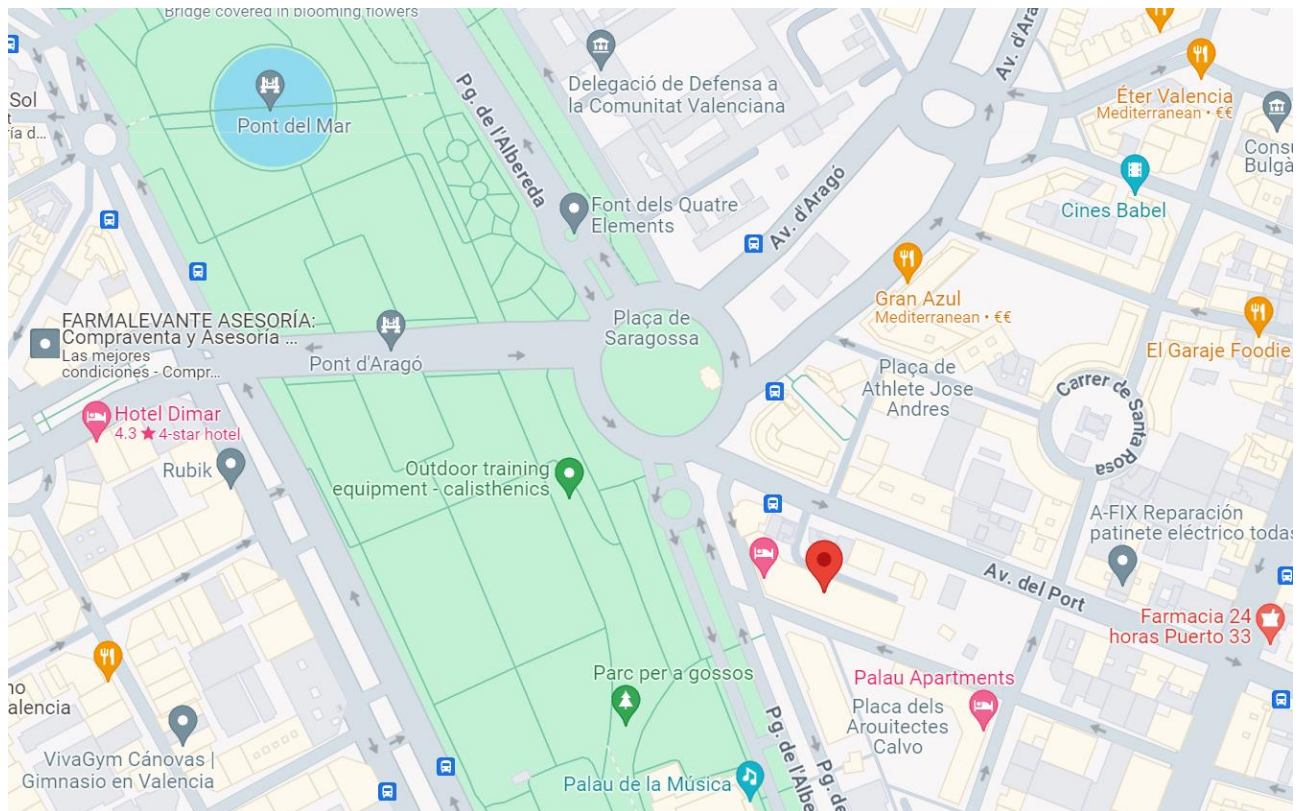 Bridge covered in blooming flowers
Pont del Mar
Sol
t
ría d...
Pg. de l'Albereda
Delegació de Defensa a
la Comunitat Valenciana
Av. d'Ara
Éter Valencia
Mediterranean • €€
Consu
Bulgà
Cines Babel
Font dels Quatre
Elements
Av. d'Aragó
Gran Azul
Mediterranean • €€
El Garaje Foodie
Plaça de
Saragossa
FARMALEVANTE ASESORÍA:
Compraventa y Asesoría ...
Las mejores
condiciones - Compr...
Pont d'Aragó
Plaça de
Athlete Jose
Andres
Carrer de Santa Rosa
Hotel Dimar
4.3 ★ 4-star hotel
Rubik
Outdoor training
equipment - calisthenics
A-FIX Reparación
patinete eléctrico todas
Av. del Port
Farmacia 24
horas Puerto 33
Parc per a gossos
Palau Apartments
Placa dels
Arouitectes
Calvo
no
alencia
VivaGym Cánovas |
Gimnasio en Valencia
Palau de la Música
Pg. de l'Albereda
Pg. de